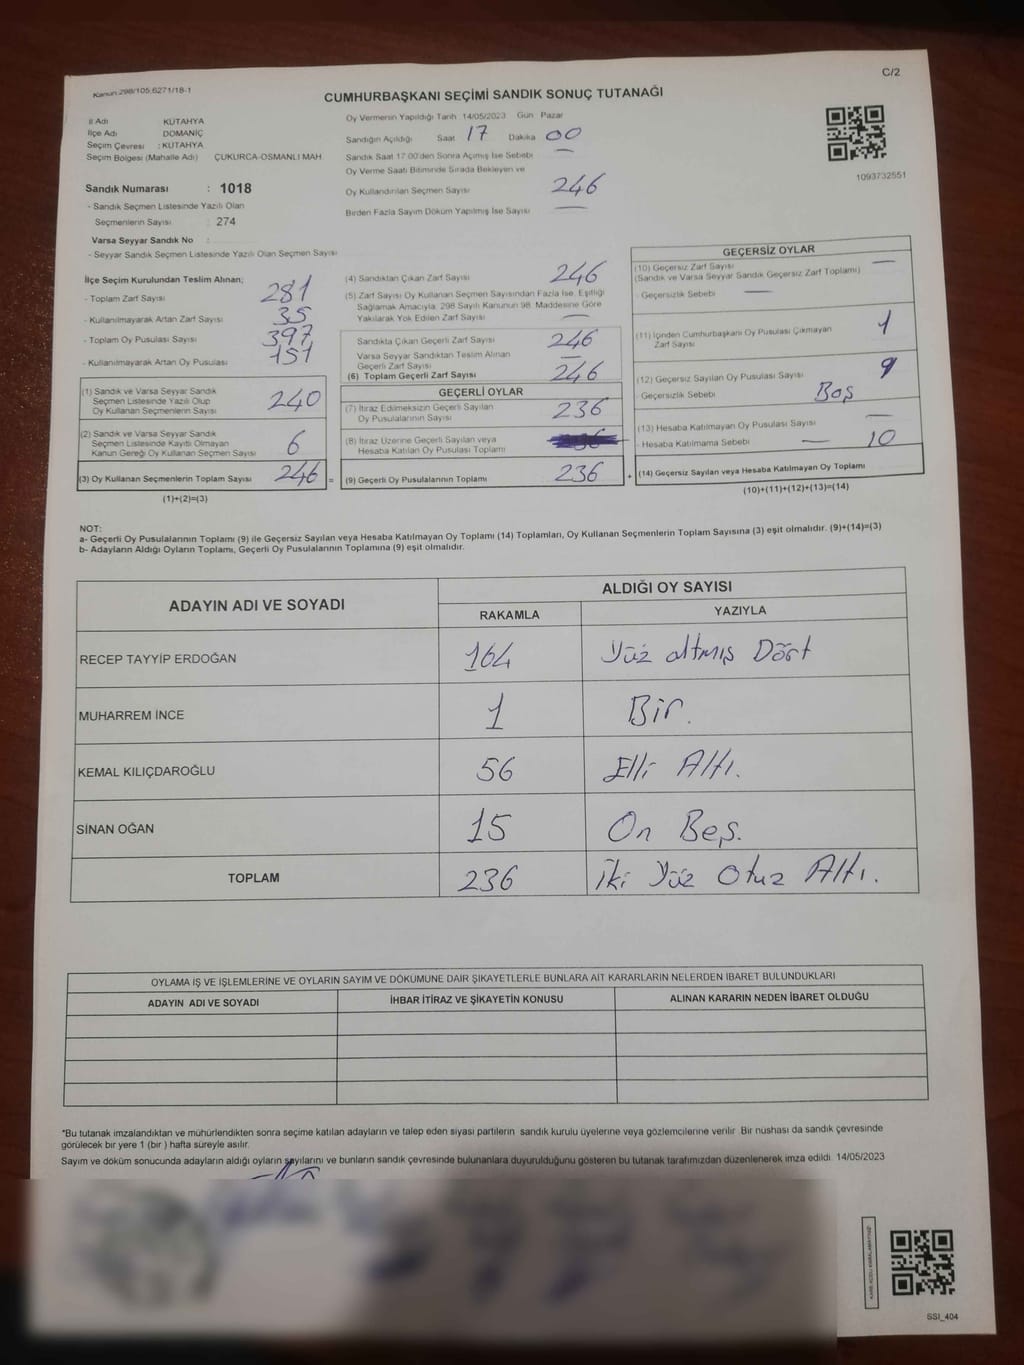 C/2
Kanun:298/105;6271/18-1
CUMHURBAŞKANI SEÇİMİ SANDIK SONUÇ TUTANAĞI
İl Adı KÜTAHYA
İlçe Adı DOMANİÇ
Seçim Çevresi : KÜTAHYA
Seçim Bölgesi (Mahalle Adı) ÇUKURCA-OSMANLI MAH.
Sandık Numarası : 1018
- Sandık Seçmen Listesinde Yazılı Olan
Seçmenlerin Sayısı : 274
Varsa Seyyar Sandık No :
- Seyyar Sandık Seçmen Listesinde Yazılı Olan Seçmen Sayısı
Oy Vermenin Yapıldığı Tarih 14/05/2023 Gün Pazar
Sandığın Açıldığı Saat 17 Dakika 00
Sandık Saat 17:00'den Sonra Açılmış İse Sebebi —
Oy Verme Saati Bitiminde Sırada Bekleyen ve
Oy Kullandırılan Seçmen Sayısı 246
Birden Fazla Sayım Döküm Yapılmış İse Sayısı —
1093732551
İlçe Seçim Kurulundan Teslim Alınan;
- Toplam Zarf Sayısı 281
- Kullanılmayarak Artan Zarf Sayısı 35
- Toplam Oy Pusulası Sayısı 397
- Kullanılmayarak Artan Oy Pusulası 151
(1) Sandık ve Varsa Seyyar Sandık
Seçmen Listesinde Yazılı Olup
Oy Kullanan Seçmenlerin Sayısı 240
(2) Sandık ve Varsa Seyyar Sandık
Seçmen Listesinde Kayıtlı Olmayan
Kanun Gereği Oy Kullanan Seçmen Sayısı 6
(3) Oy Kullanan Seçmenlerin Toplam Sayısı 246 =
(1)+(2)=(3)
(4) Sandıktan Çıkan Zarf Sayısı 246
(5) Zarf Sayısı Oy Kullanan Seçmen Sayısından Fazla İse, Eşitliği
Sağlamak Amacıyla, 298 Sayılı Kanunun 98. Maddesine Göre
Yakılarak Yok Edilen Zarf Sayısı —
Sandıkta Çıkan Geçerli Zarf Sayısı 246
Varsa Seyyar Sandıktan Teslim Alınan
Geçerli Zarf Sayısı —
(6) Toplam Geçerli Zarf Sayısı 246
GEÇERLİ OYLAR
(7) İtiraz Edilmeksizin Geçerli Sayılan
Oy Pusulalarının Sayısı 236
(8) İtiraz Üzerine Geçerli Sayılan veya
Hesaba Katılan Oy Pusulası Toplamı
(9) Geçerli Oy Pusulalarının Toplamı 236 +
GEÇERSİZ OYLAR
(10) Geçersiz Zarf Sayısı —
(Sandık ve Varsa Seyyar Sandık Geçersiz Zarf Toplamı)
- Geçersizlik Sebebi —
(11) İçinden Cumhurbaşkanı Oy Pusulası Çıkmayan
Zarf Sayısı 1
(12) Geçersiz Sayılan Oy Pusulası Sayısı 9
- Geçersizlik Sebebi Boş
(13) Hesaba Katılmayan Oy Pusulası Sayısı —
- Hesaba Katılmama Sebebi — 10
(14) Geçersiz Sayılan veya Hesaba Katılmayan Oy Toplamı
(10)+(11)+(12)+(13)=(14)
NOT:
a- Geçerli Oy Pusulalarının Toplamı (9) ile Geçersiz Sayılan veya Hesaba Katılmayan Oy Toplamı (14) Toplamları, Oy Kullanan Seçmenlerin Toplam Sayısına (3) eşit olmalıdır. (9)+(14)=(3)
b- Adayların Aldığı Oyların Toplamı, Geçerli Oy Pusulalarının Toplamına (9) eşit olmalıdır.
ADAYIN ADI VE SOYADI ALDIĞI OY SAYISI
RAKAMLA YAZIYLA
RECEP TAYYİP ERDOĞAN 164 Yüz altmış Dört
MUHARREM İNCE 1 Bir.
KEMAL KILIÇDAROĞLU 56 Elli Altı.
SİNAN OĞAN 15 On Beş.
TOPLAM 236 İki Yüz Otuz Altı.
OYLAMA İŞ VE İŞLEMLERİNE VE OYLARIN SAYIM VE DÖKÜMÜNE DAİR ŞİKAYETLERLE BUNLARA AİT KARARLARIN NELERDEN İBARET BULUNDUKLARI
ADAYIN ADI VE SOYADI İHBAR İTİRAZ VE ŞİKAYETİN KONUSU ALINAN KARARIN NEDEN İBARET OLDUĞU
*Bu tutanak imzalandıktan ve mühürlendikten sonra seçime katılan adayların ve talep eden siyasi partilerin sandık kurulu üyelerine veya gözlemcilerine verilir. Bir nüshası da sandık çevresinde
görülecek bir yere 1 (bir ) hafta süreyle asılır.
Sayım ve döküm sonucunda adayların aldığı oyların sayılarını ve bunların sandık çevresinde bulunanlara duyurulduğunu gösteren bu tutanak tarafımızdan düzenlenerek imza edildi. 14/05/2023
KARE KODU KARALAMAYINIZ!
SSI_404